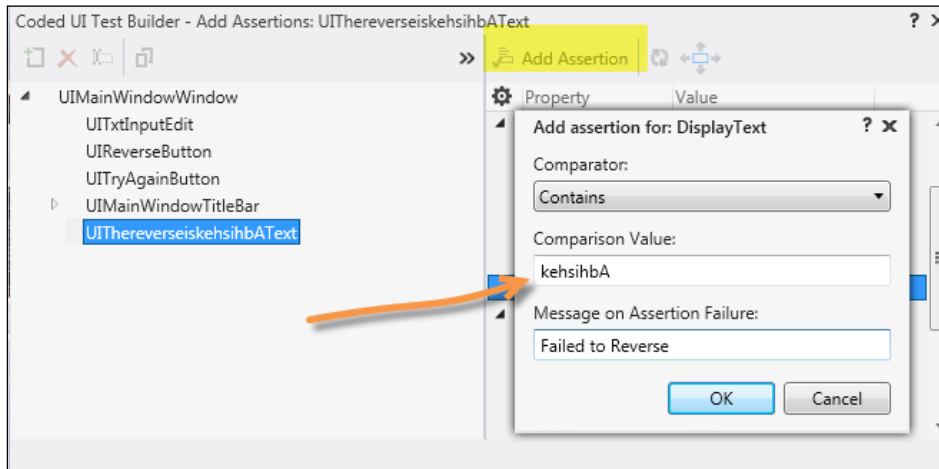 Coded UI Test Builder - Add Assertions: UIThereverseiskehsihbAText ?
» Add Assertion
UIMainWindowWindow
UITxtInputEdit
UIReverseButton
UITryAgainButton
UIMainWindowTitleBar
UIThereverseiskehsihbAText
Property Value
Add assertion for: DisplayText ? x
Comparator:
Contains
Comparison Value:
kehsihbA
Message on Assertion Failure:
Failed to Reverse
OK Cancel